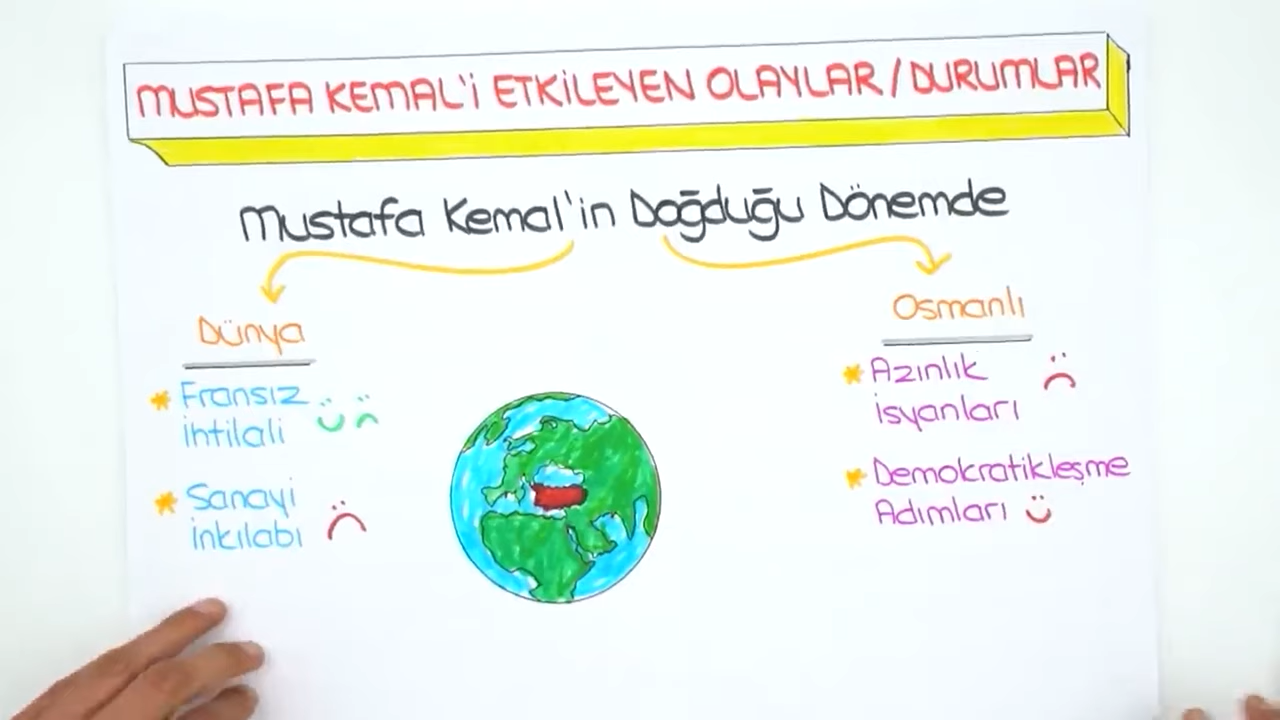 MUSTAFA KEMAL'İ ETKİLEYEN OLAYLAR / DURUMLAR
Mustafa Kemal'in Doğduğu Dönemde
Dünya
Fransız
İhtilali
Sanayi
İnkılabı
Osmanlı
Azınlık
İsyanları
Demokratikleşme
Adımları